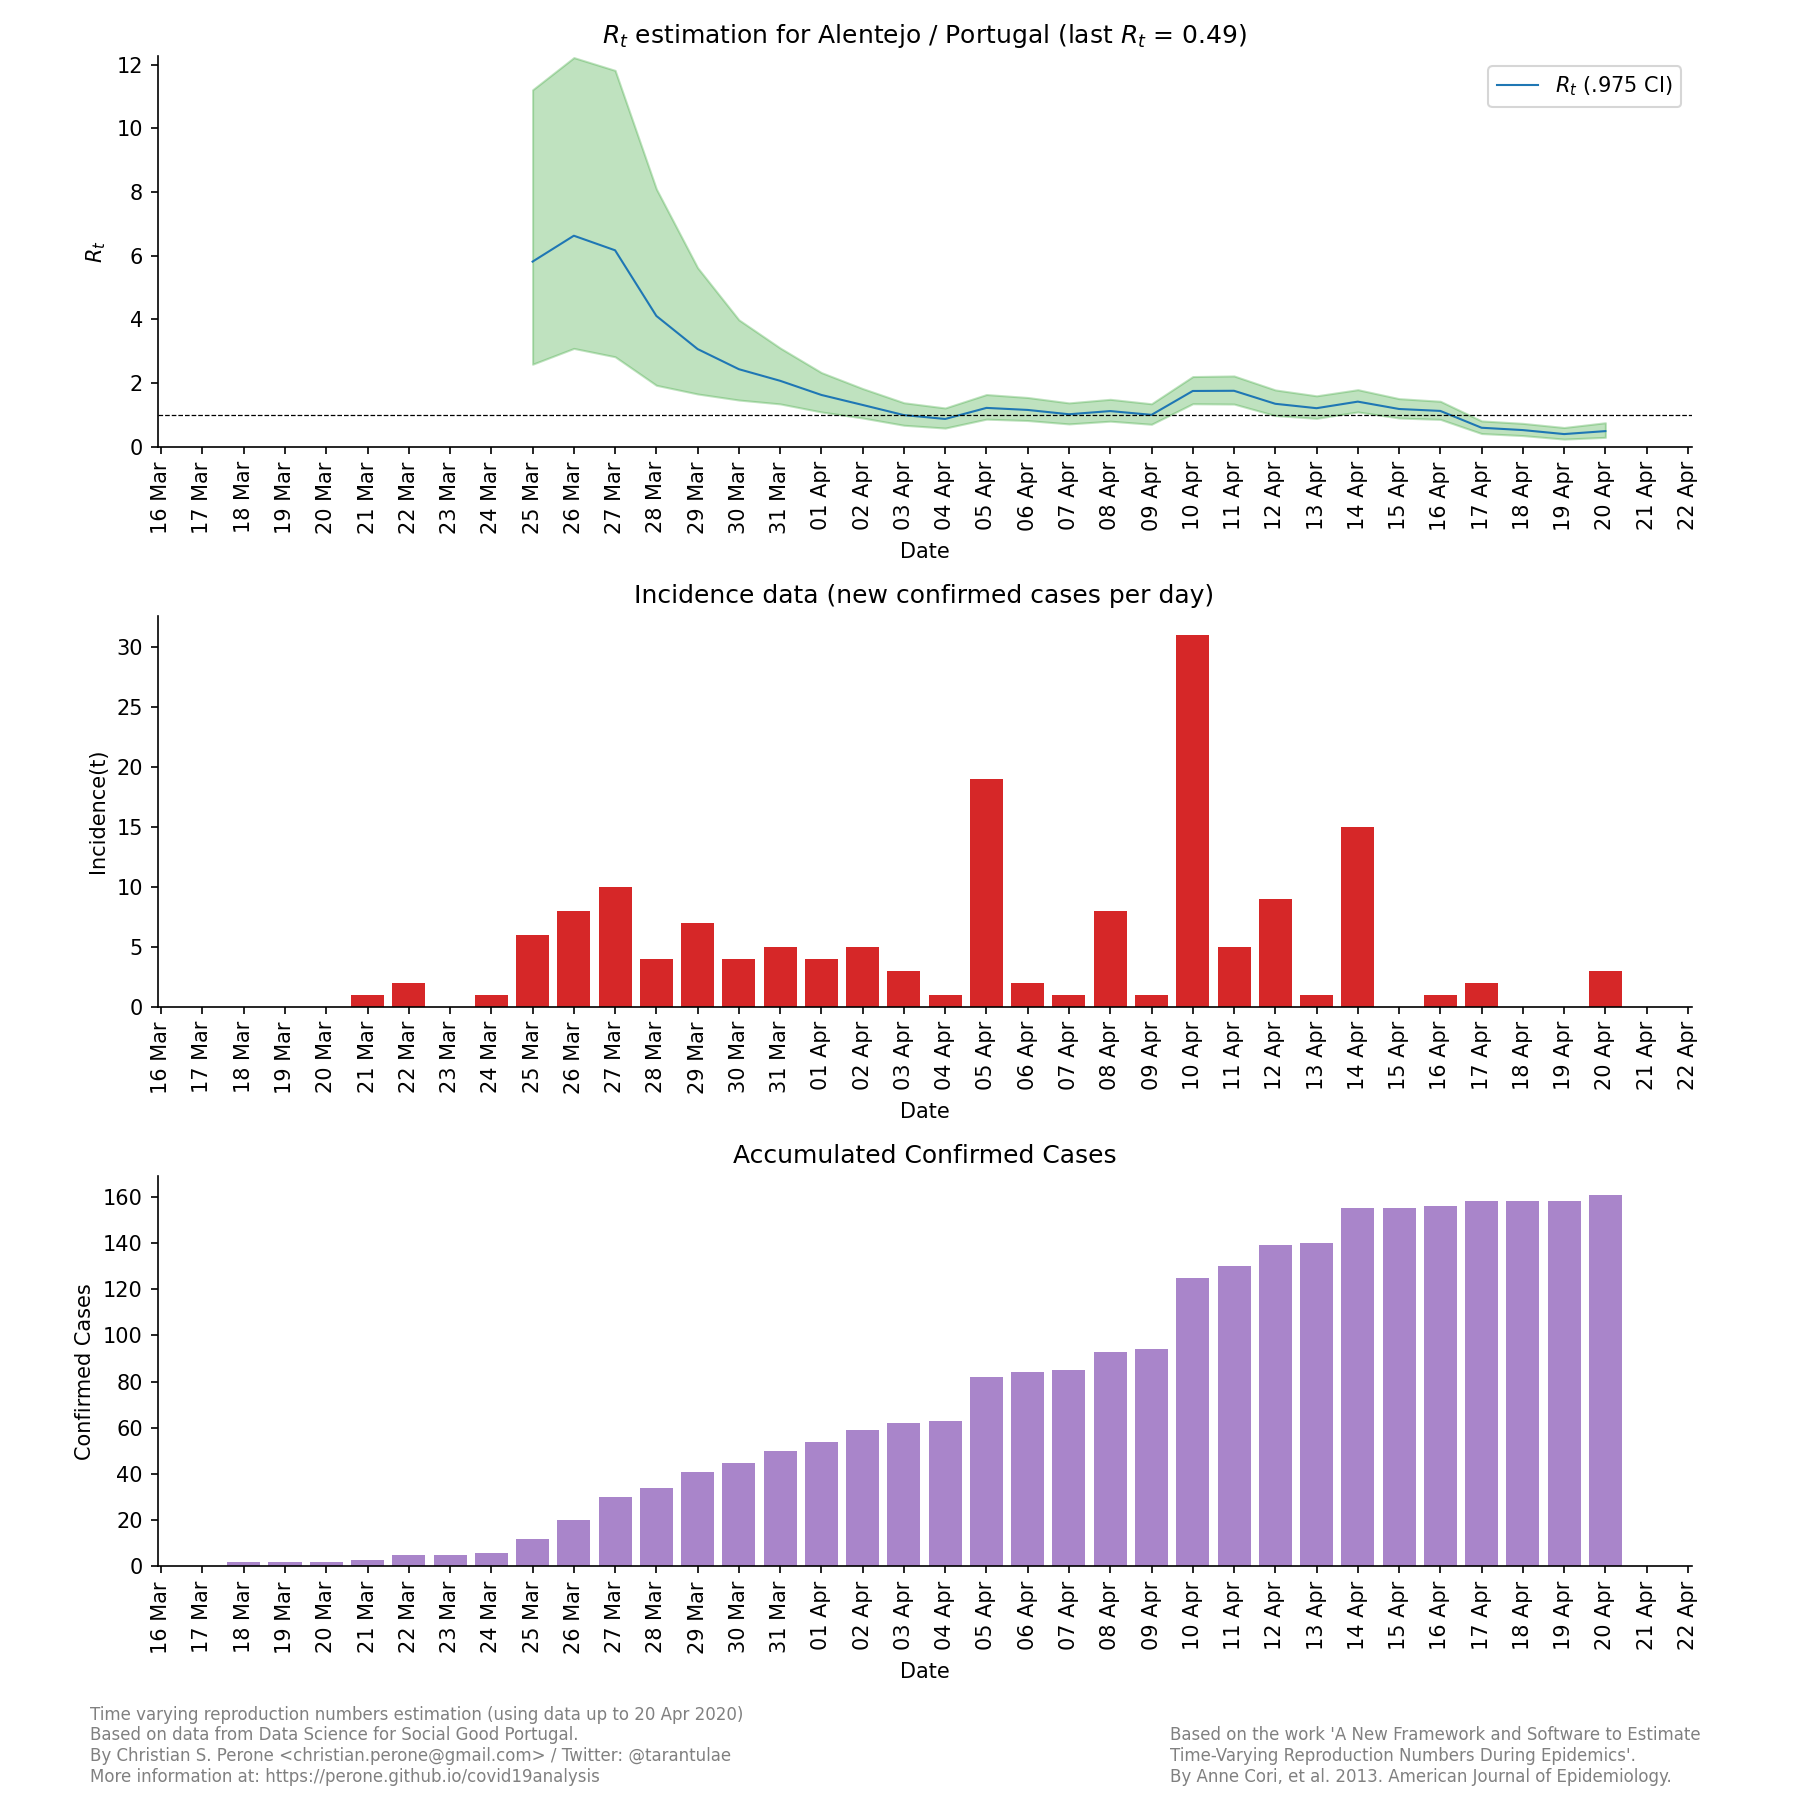 Rt estimation for Alentejo / Portugal (last Rt = 0.49)
12
10
8
6
4
2
0
Rt
Rt (.975 CI)
16 Mar 17 Mar 18 Mar 19 Mar 20 Mar 21 Mar 22 Mar 23 Mar 24 Mar 25 Mar 26 Mar 27 Mar 28 Mar 29 Mar 30 Mar 31 Mar 01 Apr 02 Apr 03 Apr 04 Apr 05 Apr 06 Apr 07 Apr 08 Apr 09 Apr 10 Apr 11 Apr 12 Apr 13 Apr 14 Apr 15 Apr 16 Apr 17 Apr 18 Apr 19 Apr 20 Apr 21 Apr 22 Apr
Date
Incidence data (new confirmed cases per day)
30
25
20
15
10
5
0
Incidence(t)
16 Mar 17 Mar 18 Mar 19 Mar 20 Mar 21 Mar 22 Mar 23 Mar 24 Mar 25 Mar 26 Mar 27 Mar 28 Mar 29 Mar 30 Mar 31 Mar 01 Apr 02 Apr 03 Apr 04 Apr 05 Apr 06 Apr 07 Apr 08 Apr 09 Apr 10 Apr 11 Apr 12 Apr 13 Apr 14 Apr 15 Apr 16 Apr 17 Apr 18 Apr 19 Apr 20 Apr 21 Apr 22 Apr
Date
Accumulated Confirmed Cases
160
140
120
100
80
60
40
20
0
Confirmed Cases
16 Mar 17 Mar 18 Mar 19 Mar 20 Mar 21 Mar 22 Mar 23 Mar 24 Mar 25 Mar 26 Mar 27 Mar 28 Mar 29 Mar 30 Mar 31 Mar 01 Apr 02 Apr 03 Apr 04 Apr 05 Apr 06 Apr 07 Apr 08 Apr 09 Apr 10 Apr 11 Apr 12 Apr 13 Apr 14 Apr 15 Apr 16 Apr 17 Apr 18 Apr 19 Apr 20 Apr 21 Apr 22 Apr
Date
Time varying reproduction numbers estimation (using data up to 20 Apr 2020)
Based on data from Data Science for Social Good Portugal.
By Christian S. Perone <christian.perone@gmail.com> / Twitter: @tarantulae
More information at: https://perone.github.io/covid19analysis
Based on the work 'A New Framework and Software to Estimate
Time-Varying Reproduction Numbers During Epidemics'.
By Anne Cori, et al. 2013. American Journal of Epidemiology.